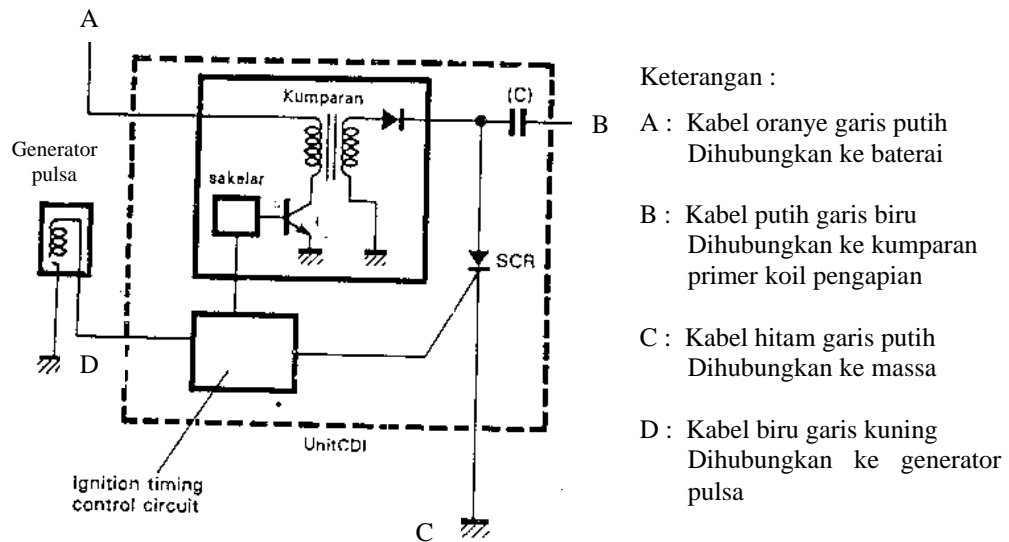 A
Kumparan
(C)
B
Generator
pulsa
sakelar
SCR
D
UnitCDI
Ignition timing
control circuit
C
Keterangan :
A : Kabel oranye garis putih
Dihubungkan ke baterai
B : Kabel putih garis biru
Dihubungkan ke kumparan
primer koil pengapian
C : Kabel hitam garis putih
Dihubungkan ke massa
D : Kabel biru garis kuning
Dihubungkan ke generator
pulsa